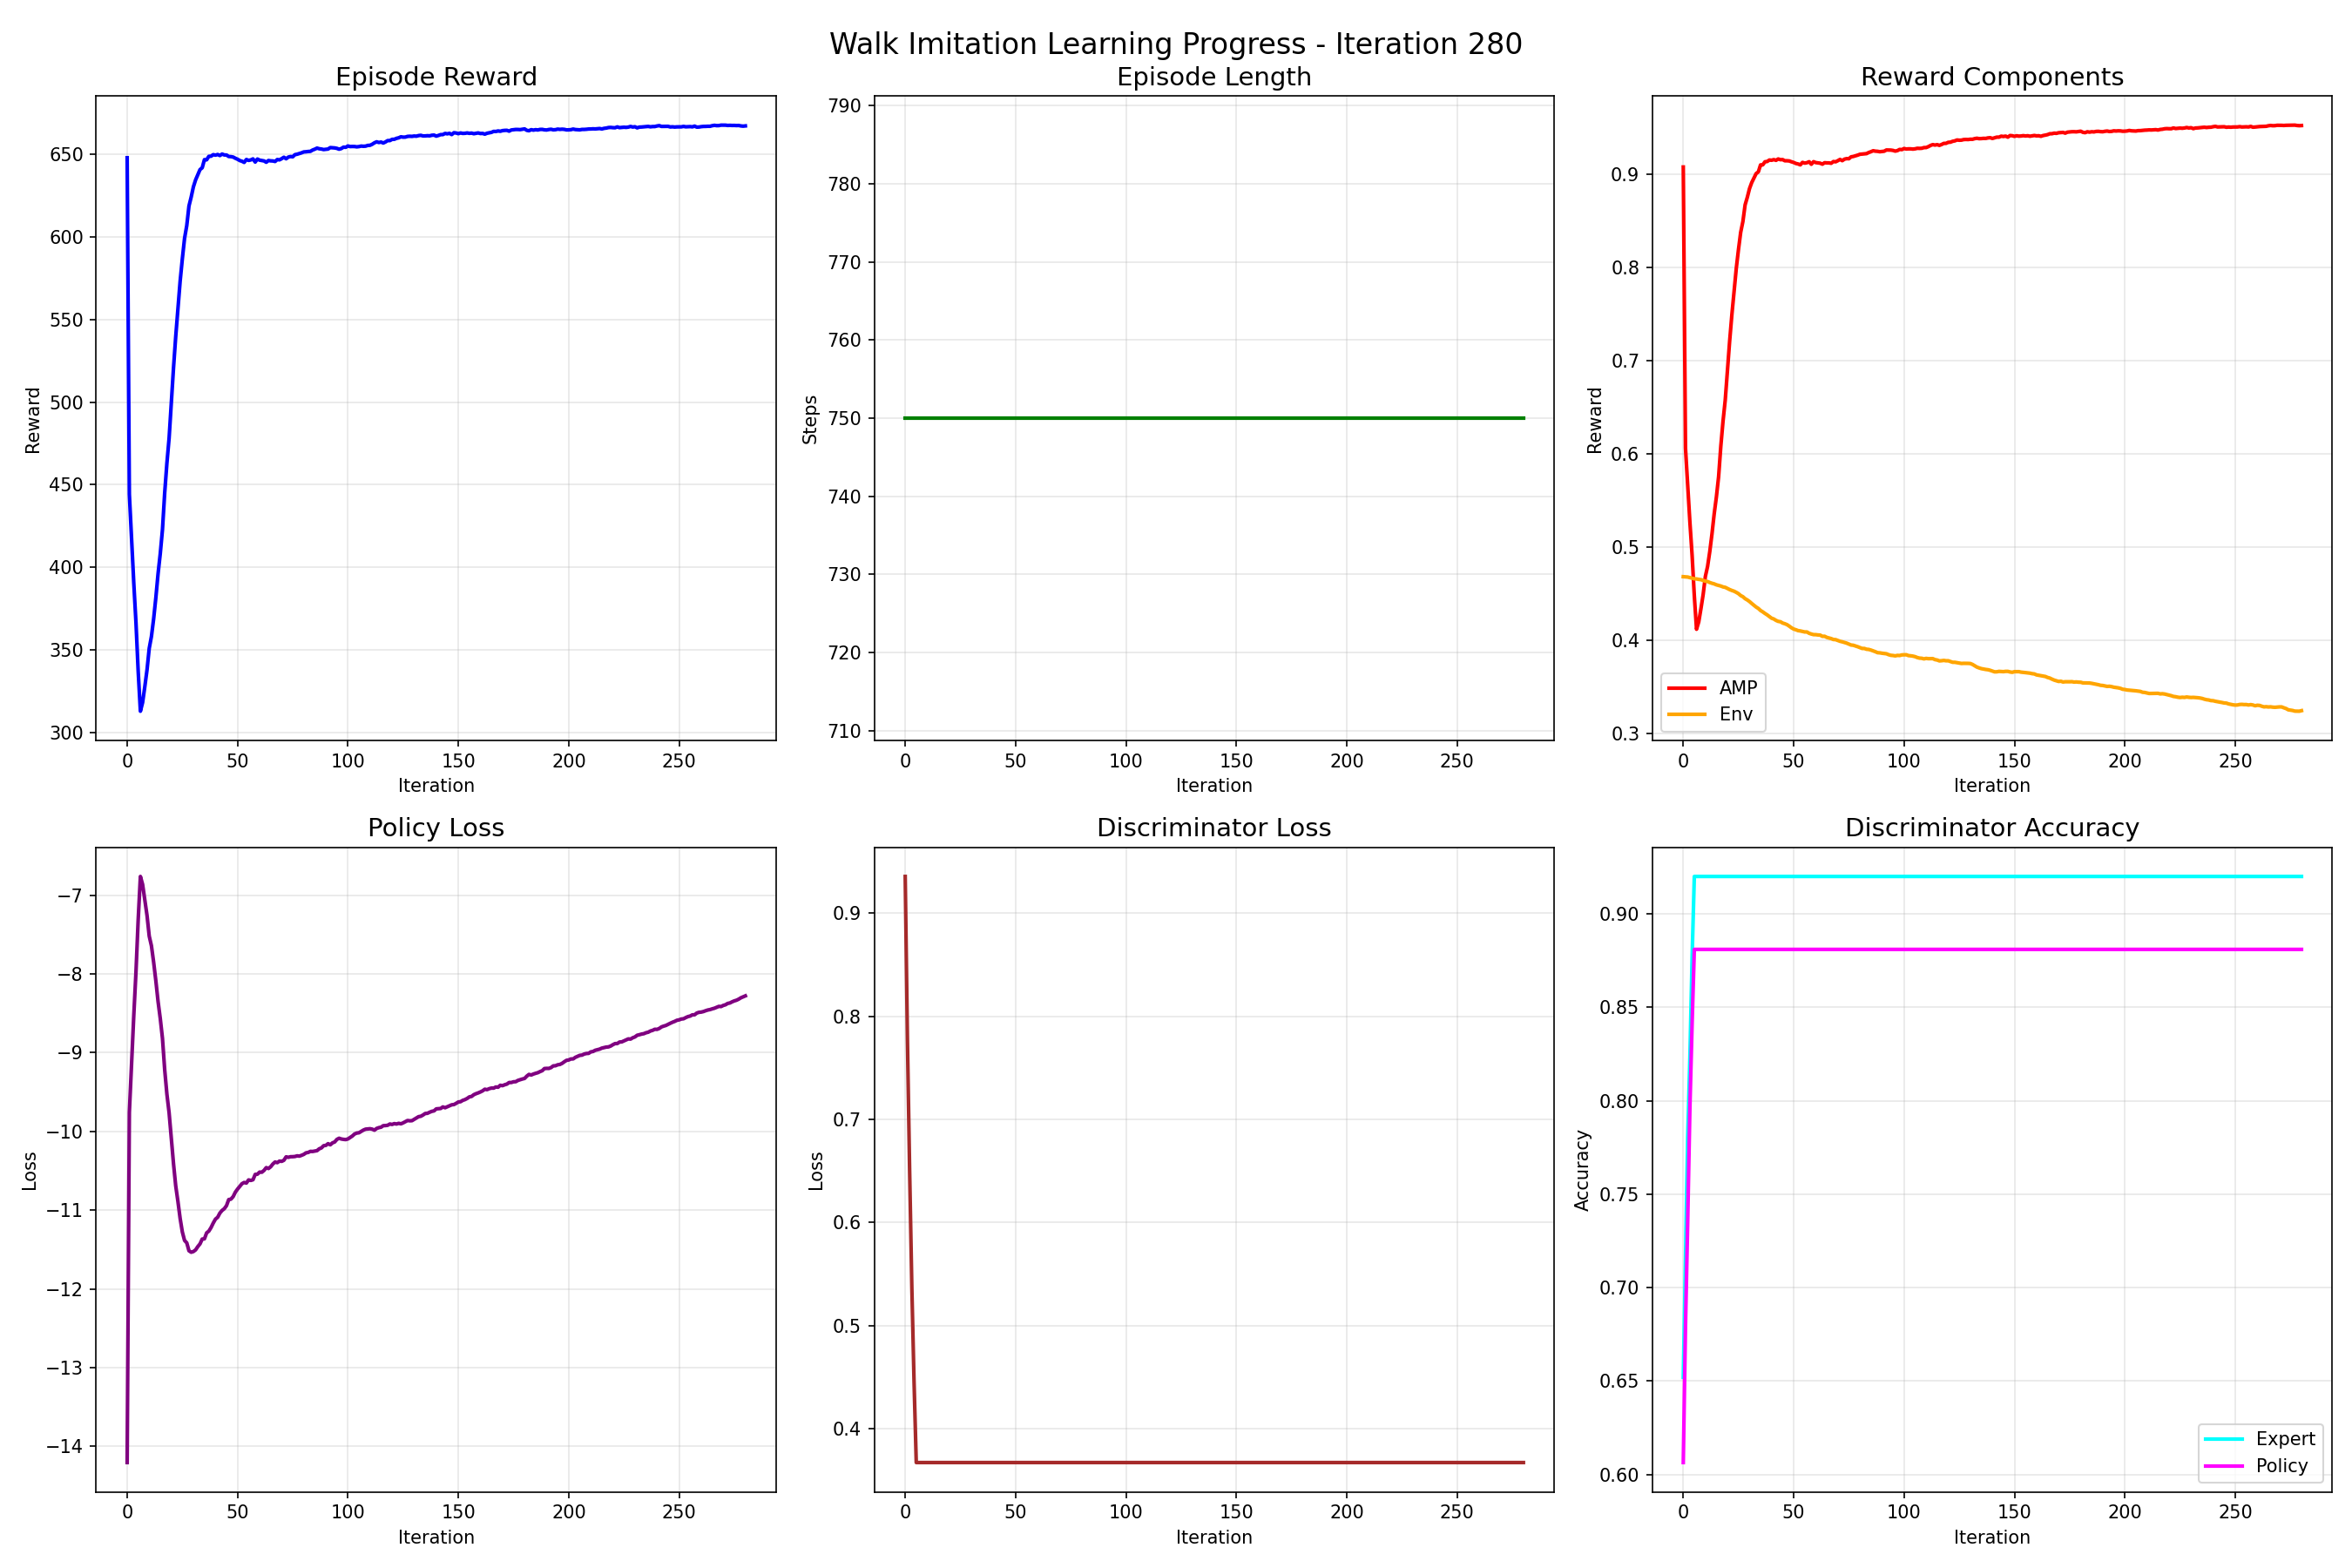 Walk Imitation Learning Progress - Iteration 280
Episode Reward
Reward
300
350
400
450
500
550
600
650
0 50 100 150 200 250
Iteration
Episode Length
Steps
710
720
730
740
750
760
770
780
790
0 50 100 150 200 250
Iteration
Reward Components
Reward
0.3
0.4
0.5
0.6
0.7
0.8
0.9
AMP
Env
0 50 100 150 200 250
Iteration
Policy Loss
Loss
−7
−8
−9
−10
−11
−12
−13
−14
0 50 100 150 200 250
Iteration
Discriminator Loss
Loss
0.9
0.8
0.7
0.6
0.5
0.4
0 50 100 150 200 250
Iteration
Discriminator Accuracy
Accuracy
0.90
0.85
0.80
0.75
0.70
0.65
0.60
Expert
Policy
0 50 100 150 200 250
Iteration